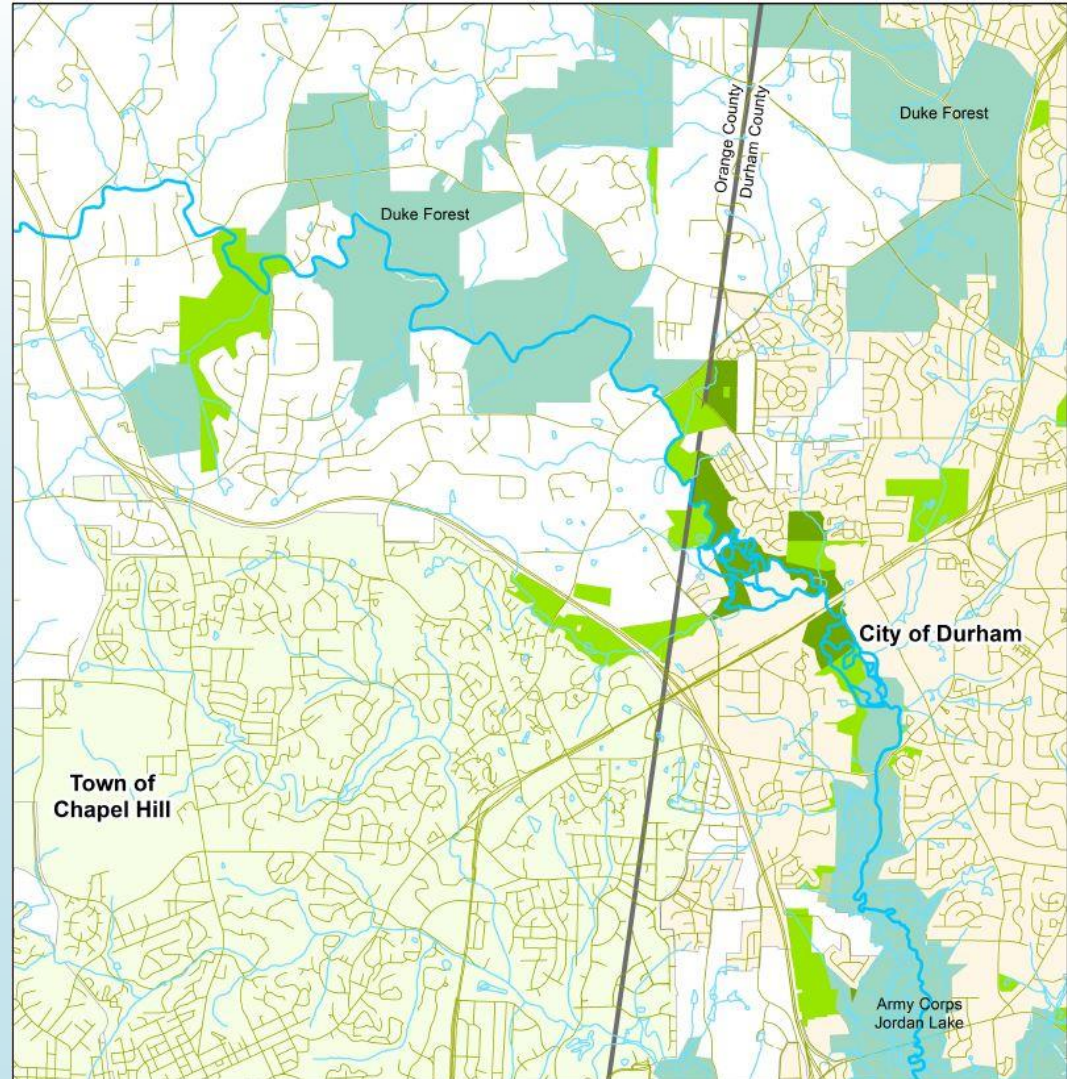 Duke Forest
Orange County
Durham County
Duke Forest
City of Durham
Town of
Chapel Hill
Army Corps
Jordan Lake